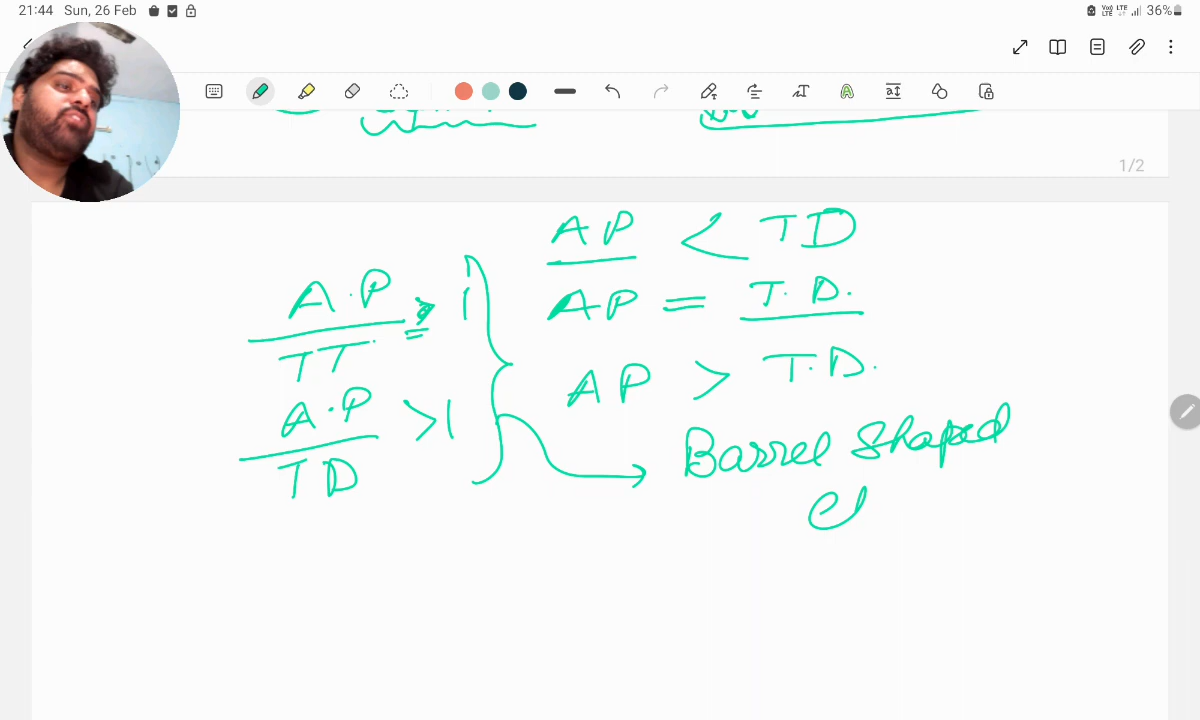 21:44 Sun, 26 Feb
36%
1/2
AP < TD
A.P / TT. ≥ 1
AP = T.D.
AP > T.D.
A.P / TD > 1
Barrel Shaped